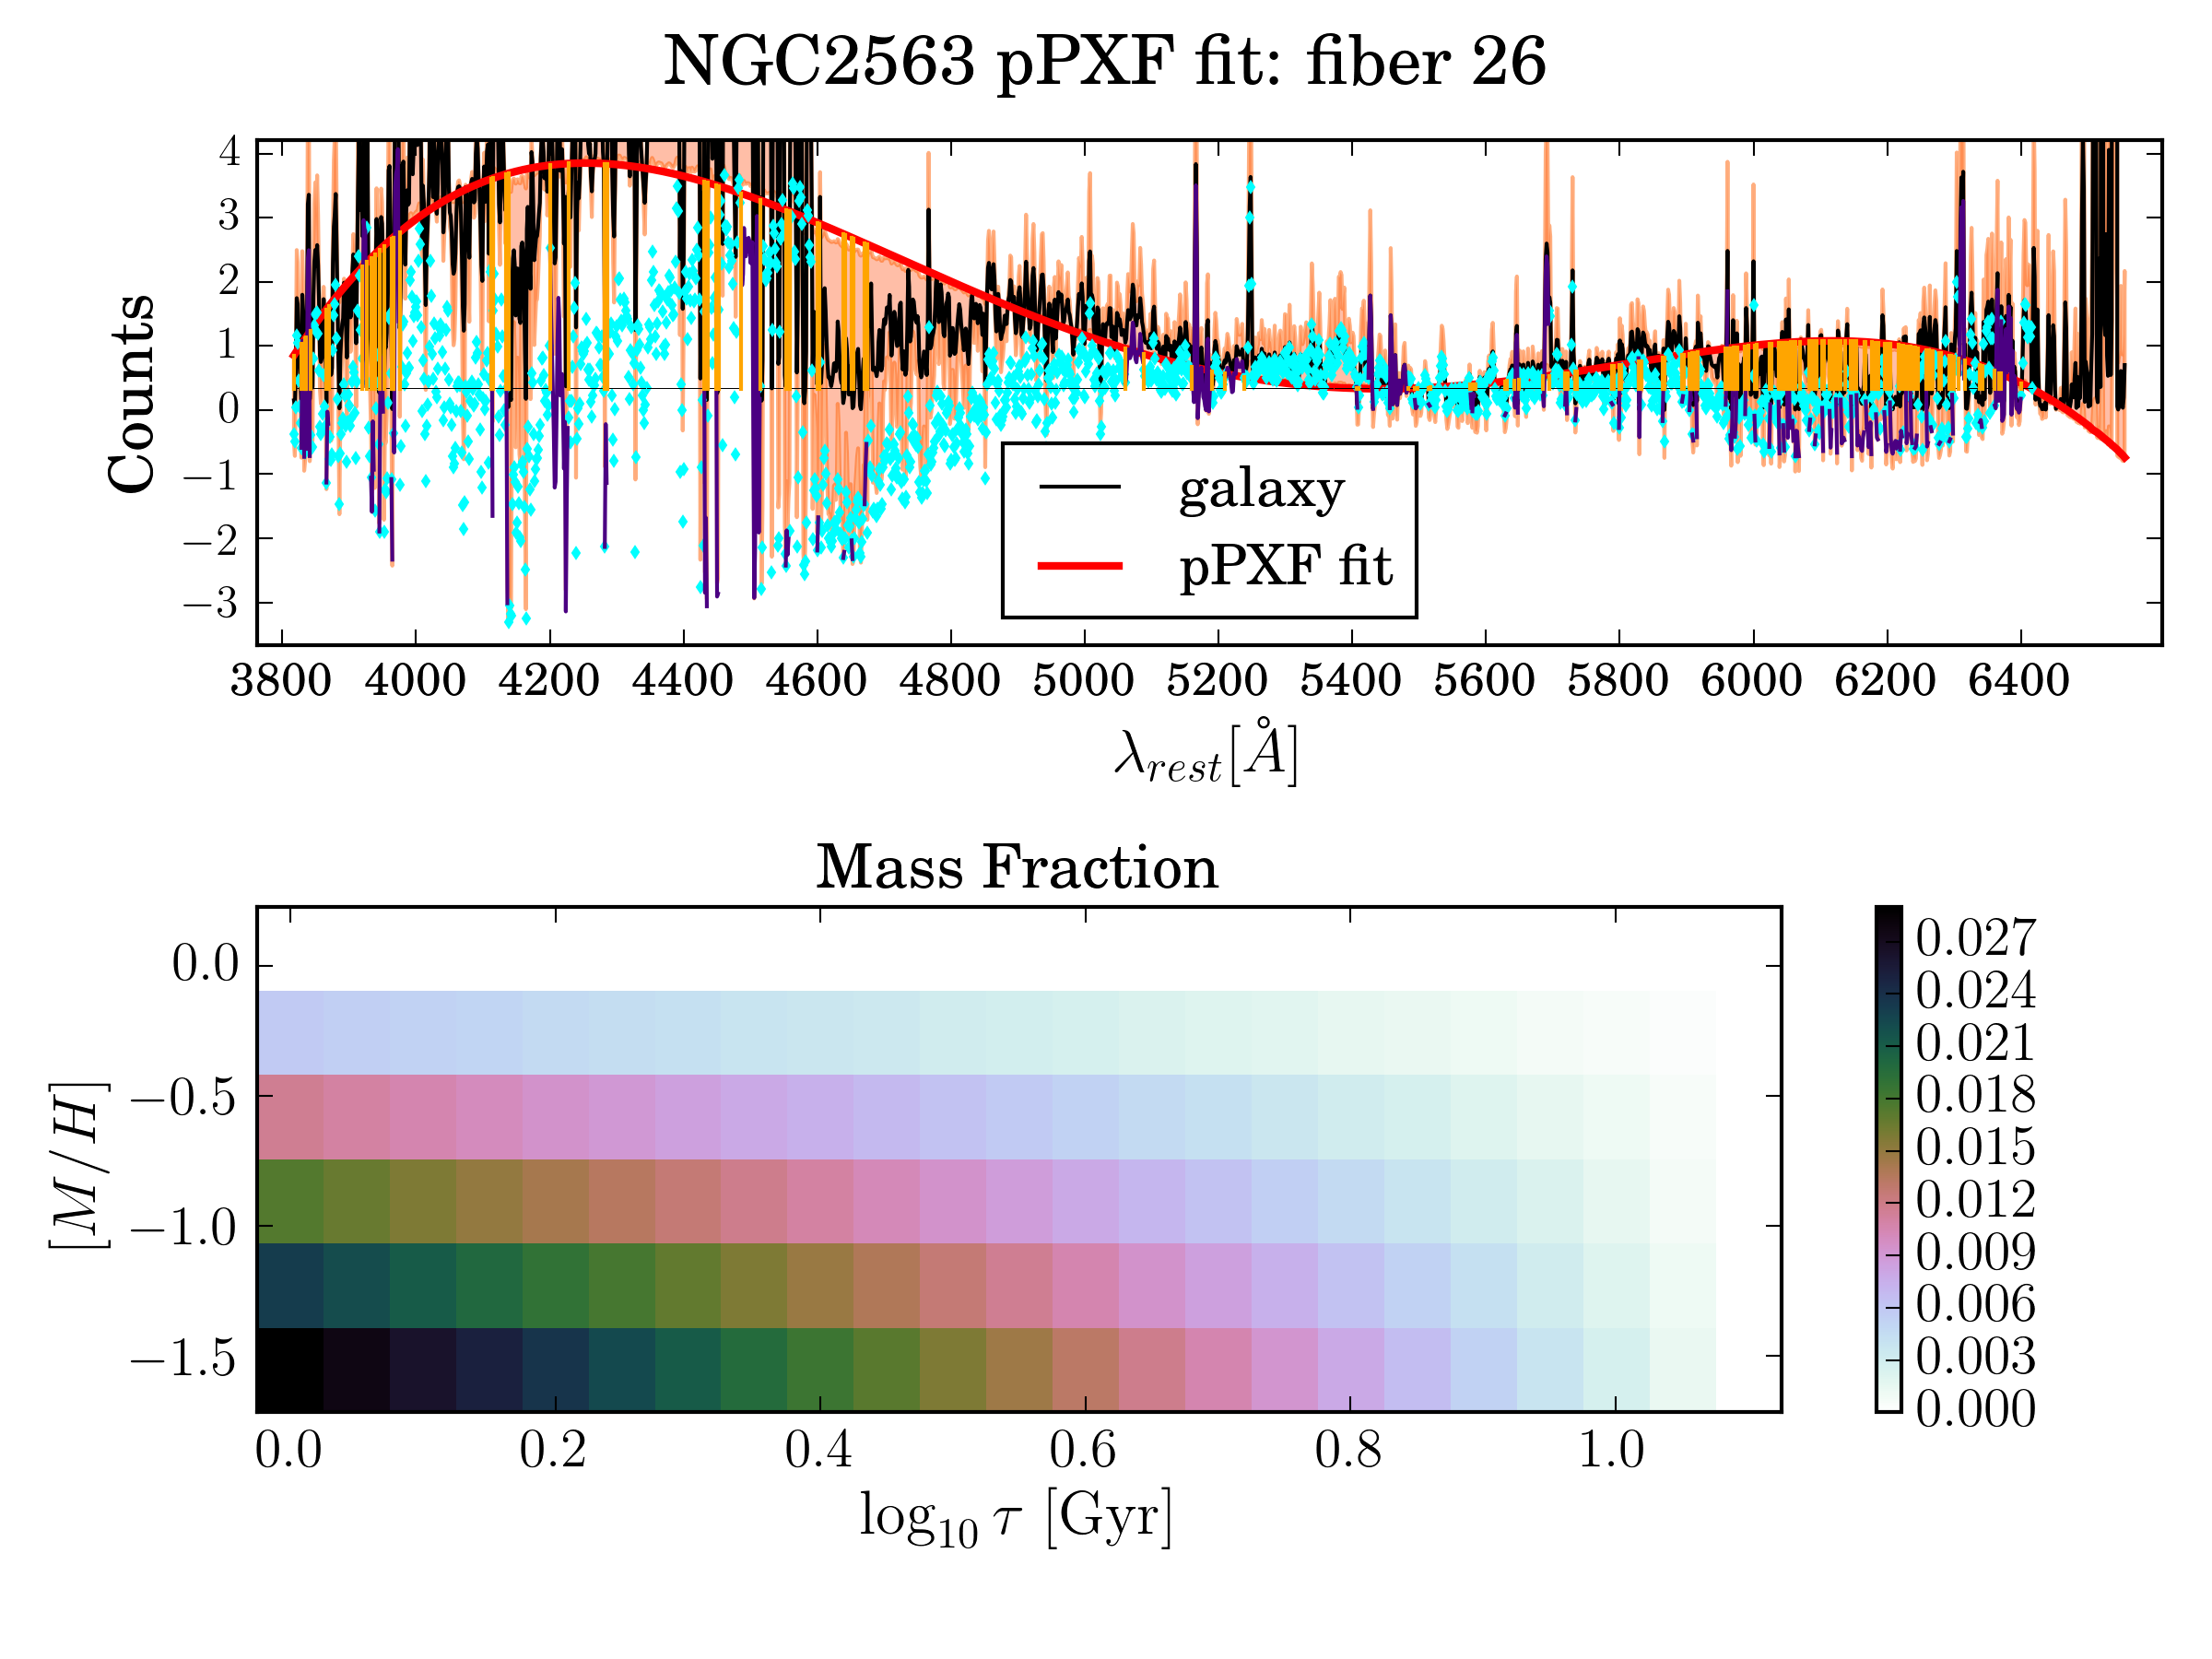 NGC2563 pPXF fit: fiber 26
Counts
4
3
2
1
0
−1
−2
−3
galaxy
pPXF fit
3800 4000 4200 4400 4600 4800 5000 5200 5400 5600 5800 6000 6200 6400
λrest[Å]
Mass Fraction
[M/H]
0.0
−0.5
−1.0
−1.5
0.0 0.2 0.4 0.6 0.8 1.0
log10 τ [Gyr]
0.027
0.024
0.021
0.018
0.015
0.012
0.009
0.006
0.003
0.000